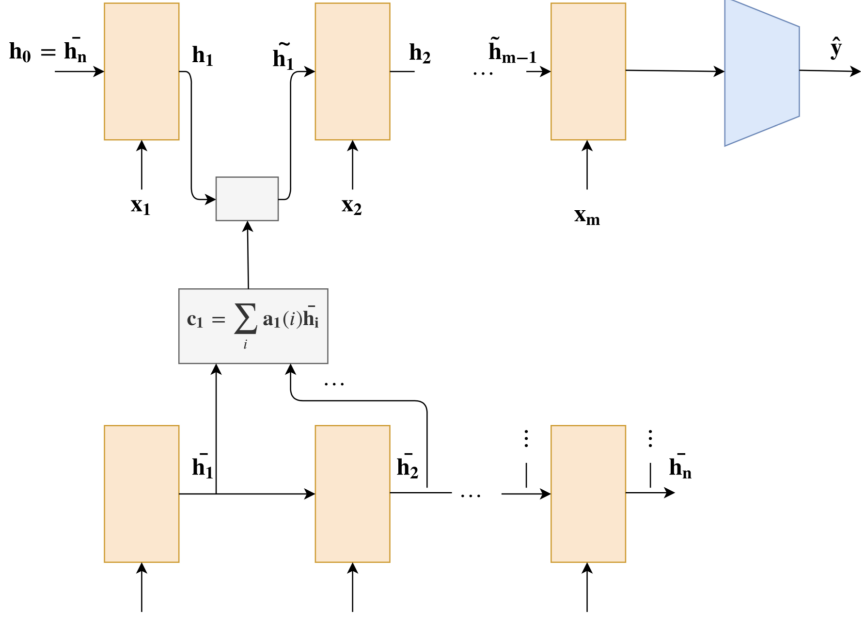 h₀ = h̄ₙ
h₁
h̃₁
h₂
...
h̃ₘ₋₁
ŷ
x₁
x₂
xₘ
c₁ = ∑ᵢ a₁(i)h̄ᵢ
...
⋮
⋮
h̄₁
h̄₂
...
h̄ₙ